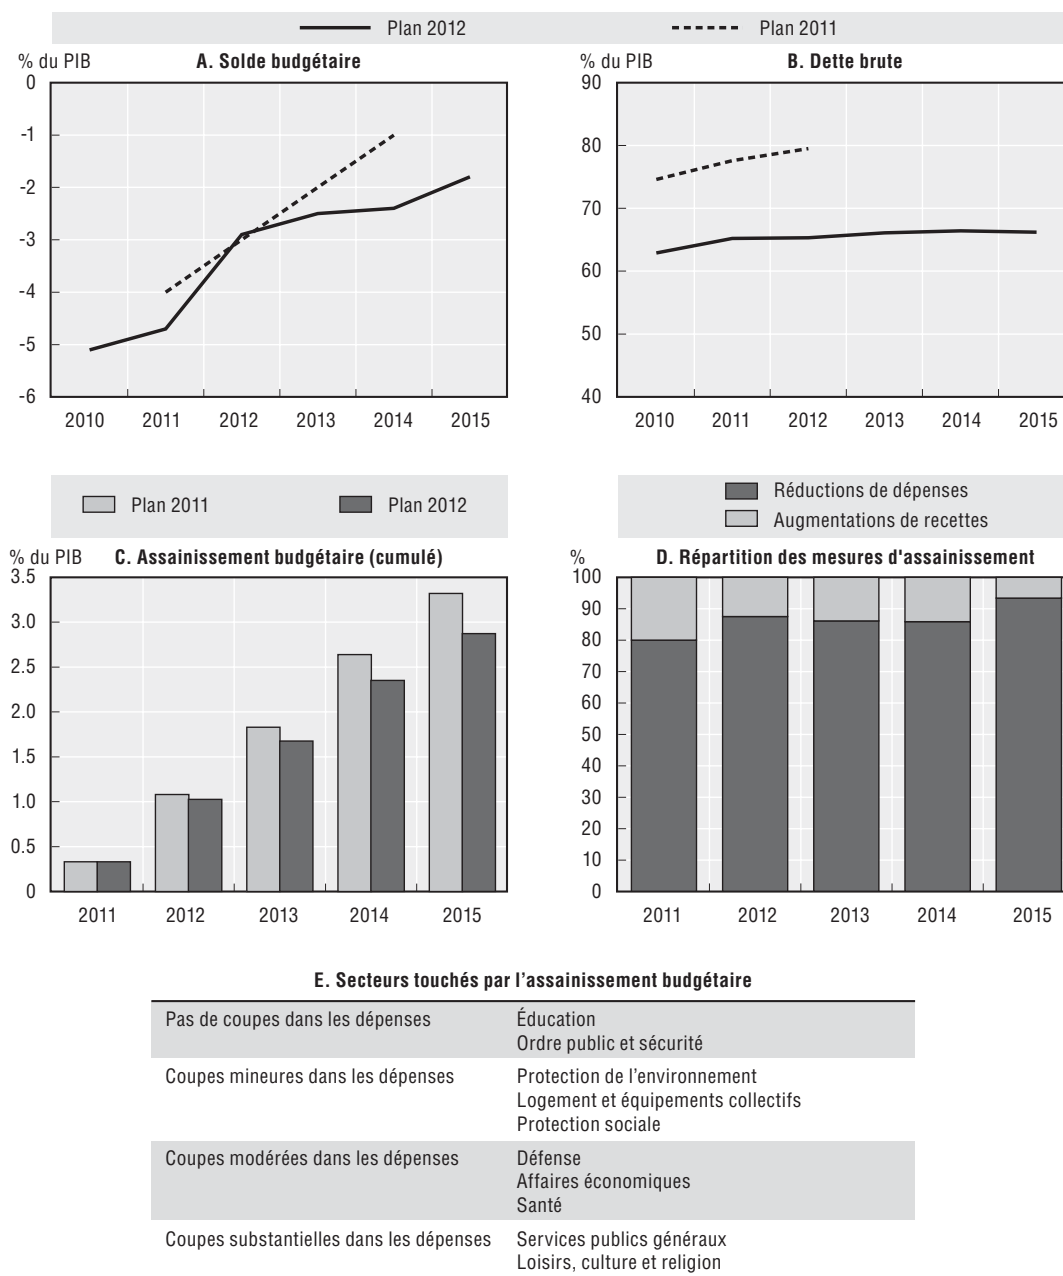 Plan 2012 Plan 2011
% du PIB A. Solde budgétaire
0
-1
-2
-3
-4
-5
-6
2010 2011 2012 2013 2014 2015
% du PIB B. Dette brute
90
80
70
60
50
40
2010 2011 2012 2013 2014 2015
Plan 2011 Plan 2012
% du PIB C. Assainissement budgétaire (cumulé)
3.5
3.0
2.5
2.0
1.5
1.0
0.5
0
2011 2012 2013 2014 2015
Réductions de dépenses
Augmentations de recettes
% D. Répartition des mesures d'assainissement
100
90
80
70
60
50
40
30
20
10
0
2011 2012 2013 2014 2015
E. Secteurs touchés par l'assainissement budgétaire
Pas de coupes dans les dépenses Éducation
Ordre public et sécurité
Coupes mineures dans les dépenses Protection de l'environnement
Logement et équipements collectifs
Protection sociale
Coupes modérées dans les dépenses Défense
Affaires économiques
Santé
Coupes substantielles dans les dépenses Services publics généraux
Loisirs, culture et religion